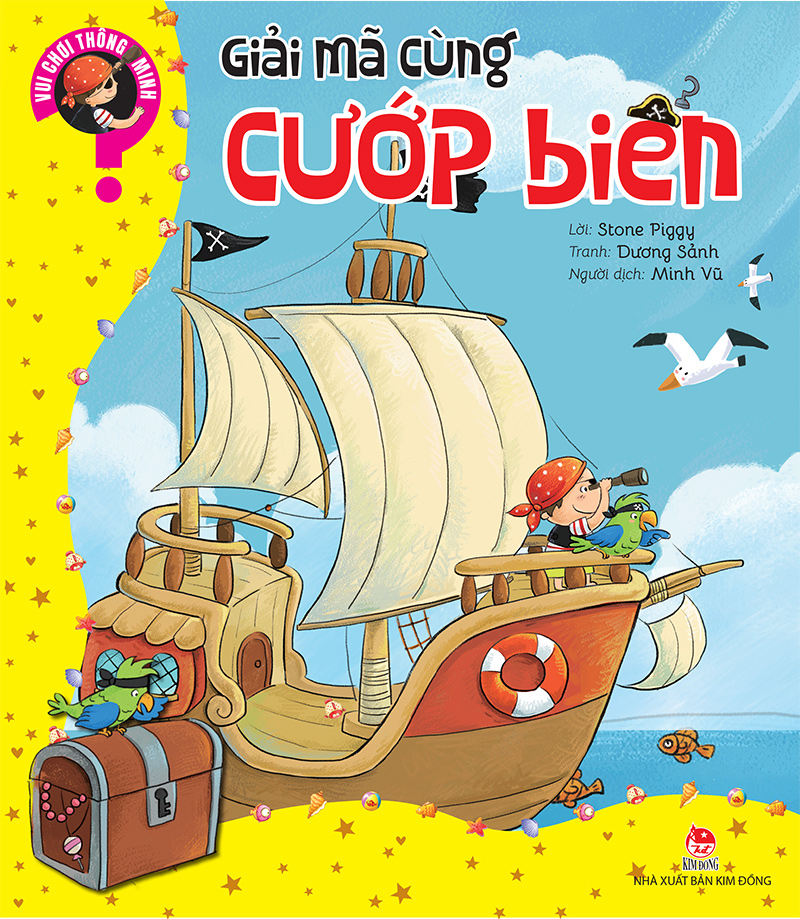 VUI CHƠI THÔNG MINH
Giải mã cùng
CƯỚP biển
Lời: Stone Piggy
Tranh: Dương Sảnh
Người dịch: Minh Vũ
KIM ĐỒNG
NHÀ XUẤT BẢN KIM ĐỒNG